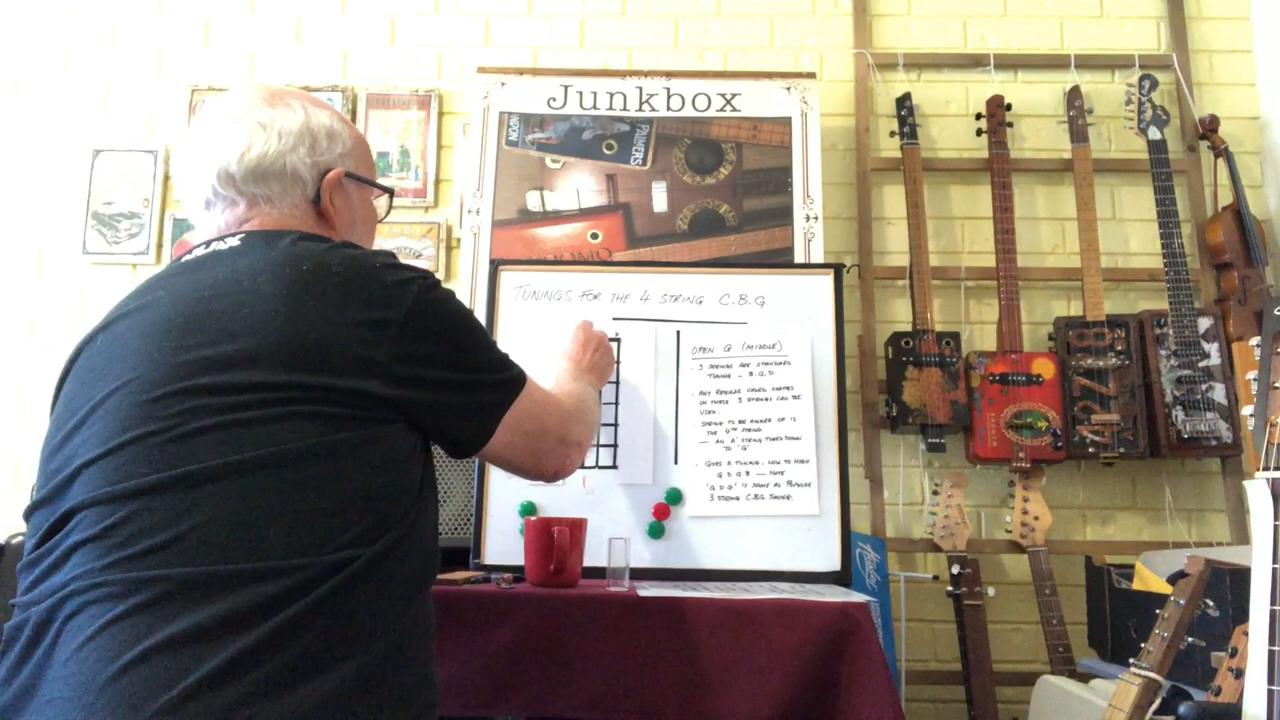 Junkbox
PALMERS
TUNINGS FOR THE 4 STRING C.B.G
OPEN G (MIDDLE)
· 3 STRINGS ARE STANDARD
TUNING - B.G.D
· ANY REGULAR CHORD SHAPES
ON THESE 3 STRINGS CAN BE
USED.
· STRING TO BE AWARE OF IS
THE 4TH STRING
— AN 'A' STRING TUNED DOWN
TO 'G'
· GIVES A TUNING, LOW TO HIGH
G D G B — NOTE
'G D G' IS SAME AS POPULAR
3 STRING C.B.G TUNING.